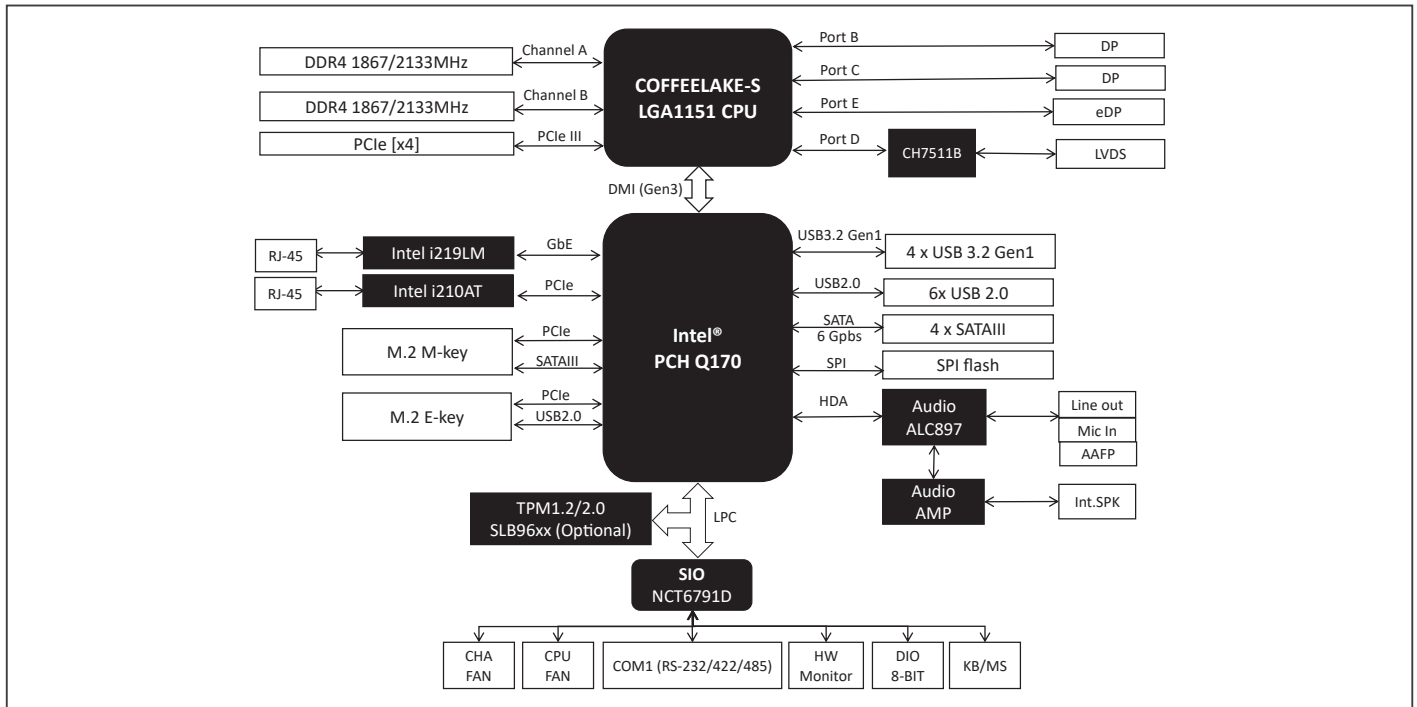 DDR4 1867/2133MHz
Channel A
DDR4 1867/2133MHz
Channel B
PCIe [x4]
PCIe III
COFFEELAKE-S
LGA1151 CPU
Port B
DP
Port C
DP
Port E
eDP
Port D
CH7511B
LVDS
DMI (Gen3)
RJ-45
Intel i219LM
GbE
RJ-45
Intel i210AT
PCIe
M.2 M-key
PCIe
SATAIII
M.2 E-key
PCIe
USB2.0
Intel®
PCH Q170
USB3.2 Gen1
4 x USB 3.2 Gen1
USB2.0
6x USB 2.0
SATA
6 Gpbs
4 x SATAIII
SPI
SPI flash
HDA
Audio
ALC897
Line out
Mic In
AAFP
Audio
AMP
Int.SPK
TPM1.2/2.0
SLB96xx (Optional)
LPC
SIO
NCT6791D
CHA
FAN
CPU
FAN
COM1 (RS-232/422/485)
HW
Monitor
DIO
8-BIT
KB/MS